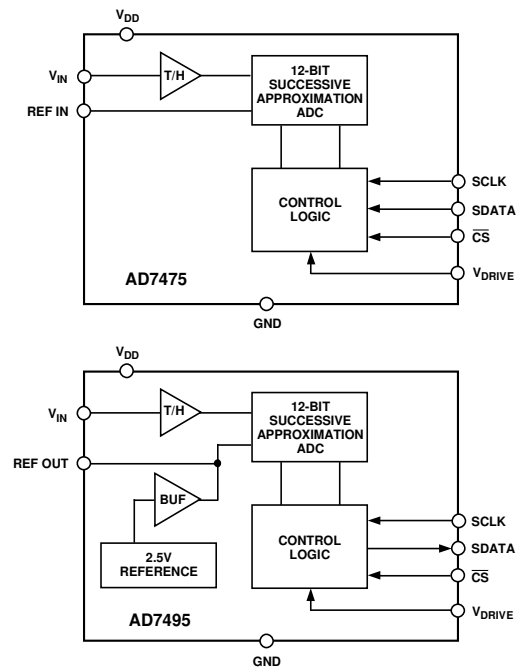 VDD
VIN
T/H
12-BIT
SUCCESSIVE
APPROXIMATION
ADC
REF IN
CONTROL
LOGIC
SCLK
SDATA
CS
VDRIVE
AD7475
GND
VDD
VIN
T/H
12-BIT
SUCCESSIVE
APPROXIMATION
ADC
REF OUT
BUF
2.5V
REFERENCE
CONTROL
LOGIC
SCLK
SDATA
CS
VDRIVE
AD7495
GND